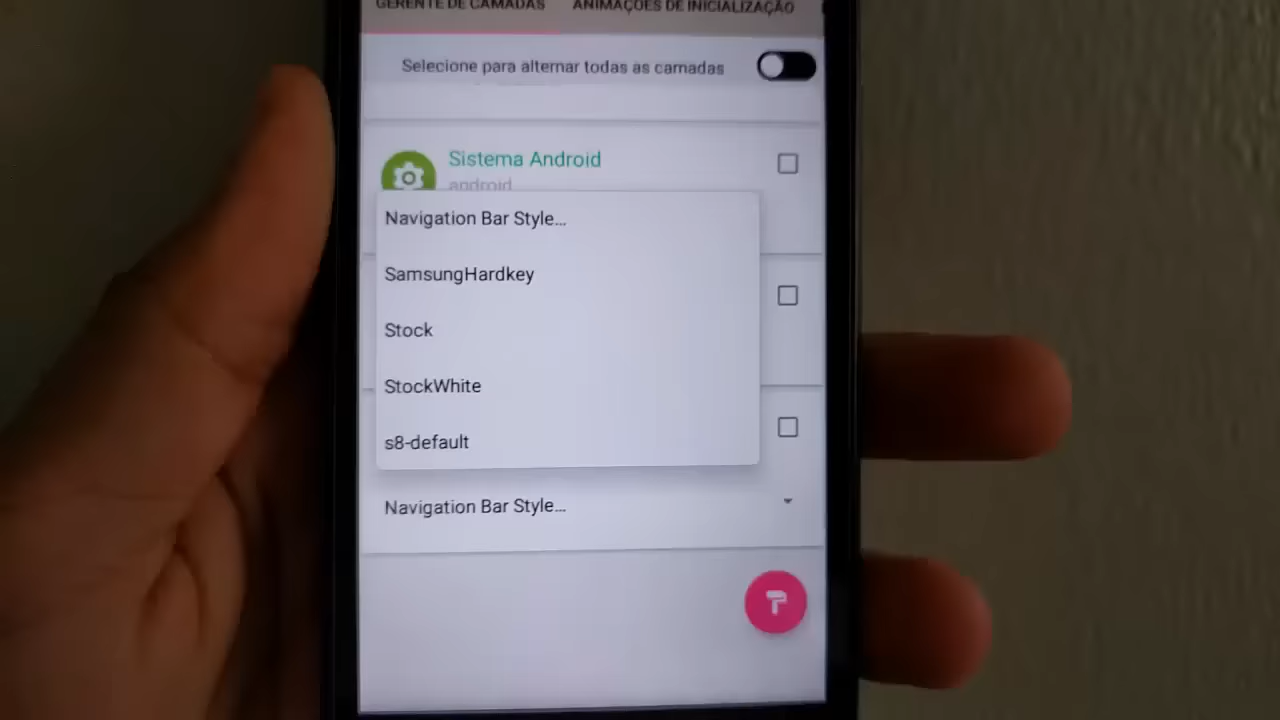 GERENTE DE CAMADAS
ANIMAÇÕES DE INICIALIZAÇÃO
Selecione para alternar todas as camadas
Sistema Android
android
Navigation Bar Style...
SamsungHardkey
Stock
StockWhite
s8-default
Navigation Bar Style...